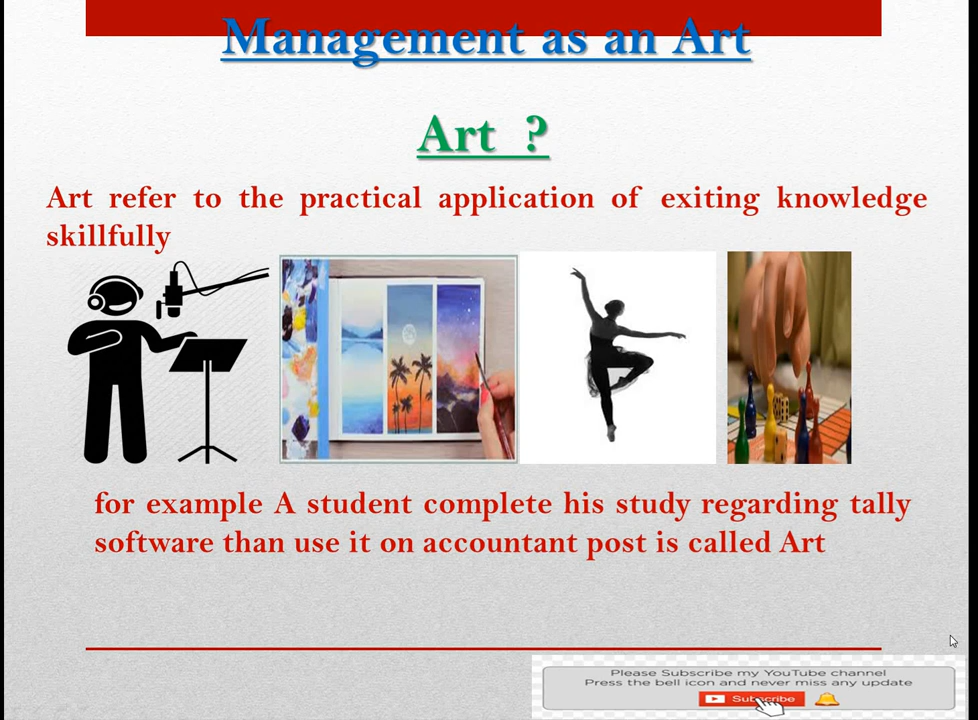 Management as an Art
Art ?
Art refer to the practical application of exiting knowledge
skillfully
for example A student complete his study regarding tally
software than use it on accountant post is called Art
Please Subscribe my YouTube channel
Press the bell icon and never miss any update
Subscribe